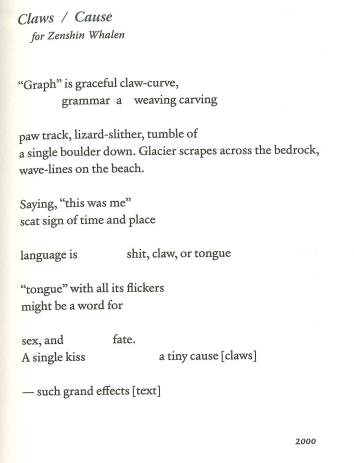 Claws / Cause
for Zenshin Whalen
“Graph” is graceful claw-curve,
grammar a weaving carving
paw track, lizard-slither, tumble of
a single boulder down. Glacier scrapes across the bedrock,
wave-lines on the beach.
Saying, “this was me”
scat sign of time and place
language is shit, claw, or tongue
“tongue” with all its flickers
might be a word for
sex, and fate.
A single kiss a tiny cause [claws]
— such grand effects [text]
2000